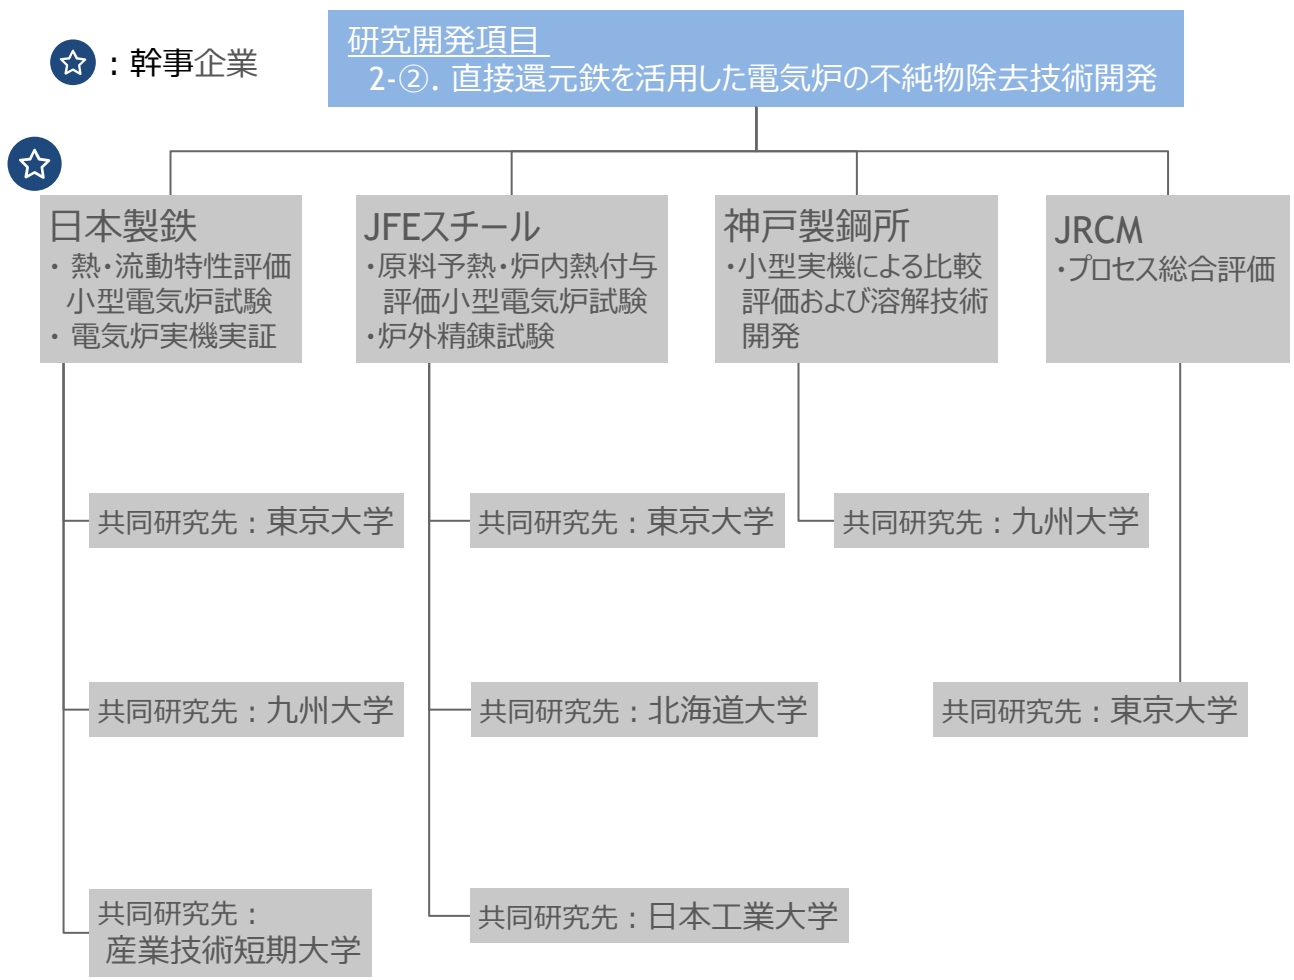 ：幹事企業
研究開発項目
2-②．直接還元鉄を活用した電気炉の不純物除去技術開発
日本製鉄
・ 熱・流動特性評価
小型電気炉試験
・ 電気炉実機実証
JFEスチール
・原料予熱・炉内熱付与
評価小型電気炉試験
・炉外精錬試験
神戸製鋼所
・小型実機による比較
評価および溶解技術
開発
JRCM
・プロセス総合評価
共同研究先：東京大学
共同研究先：東京大学
共同研究先：九州大学
共同研究先：九州大学
共同研究先：北海道大学
共同研究先：東京大学
共同研究先：
産業技術短期大学
共同研究先：日本工業大学